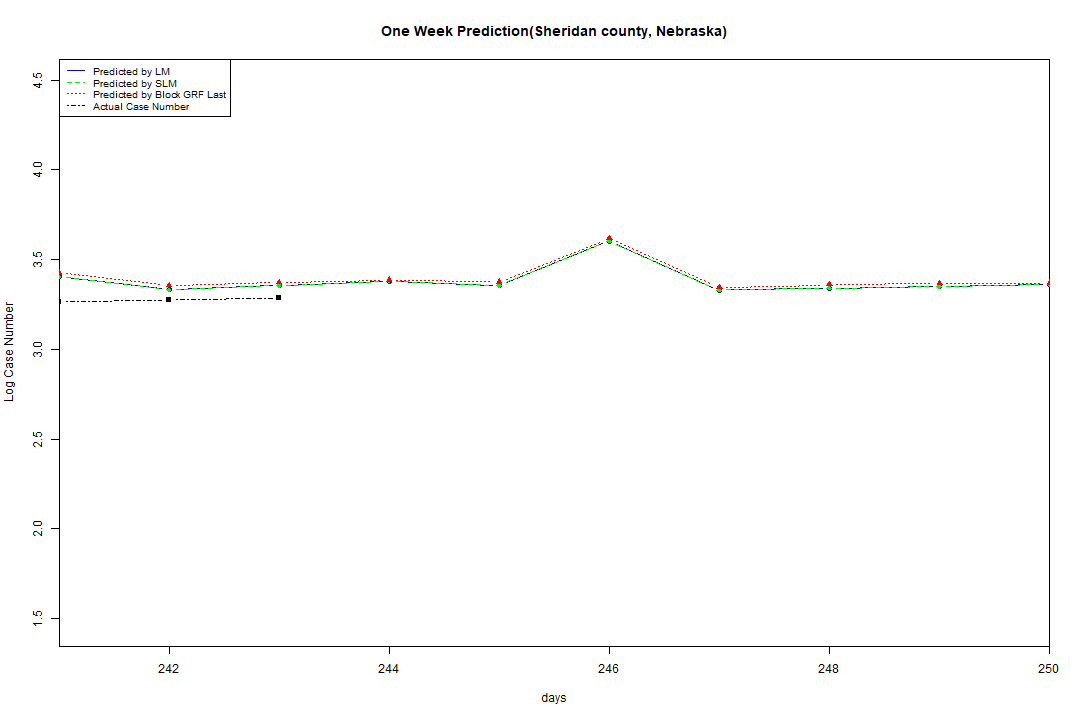 One Week Prediction(Sheridan county, Nebraska)
Predicted by LM
Predicted by SLM
Predicted by Block GRF Last
Actual Case Number
4.5
4.0
3.5
3.0
2.5
2.0
1.5
Log Case Number
242
244
246
248
250
days